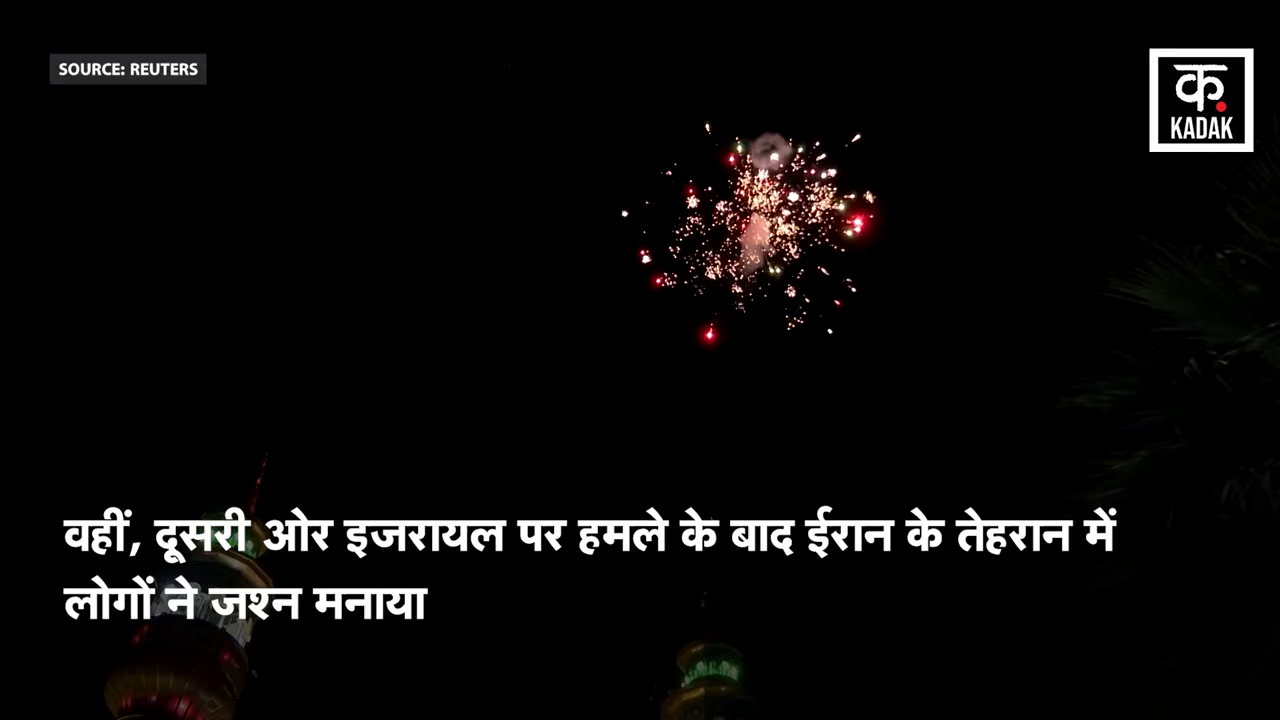 SOURCE: REUTERS
क
KADAK
वहीं, दूसरी ओर इजरायल पर हमले के बाद ईरान के तेहरान में
लोगों ने जश्न मनाया